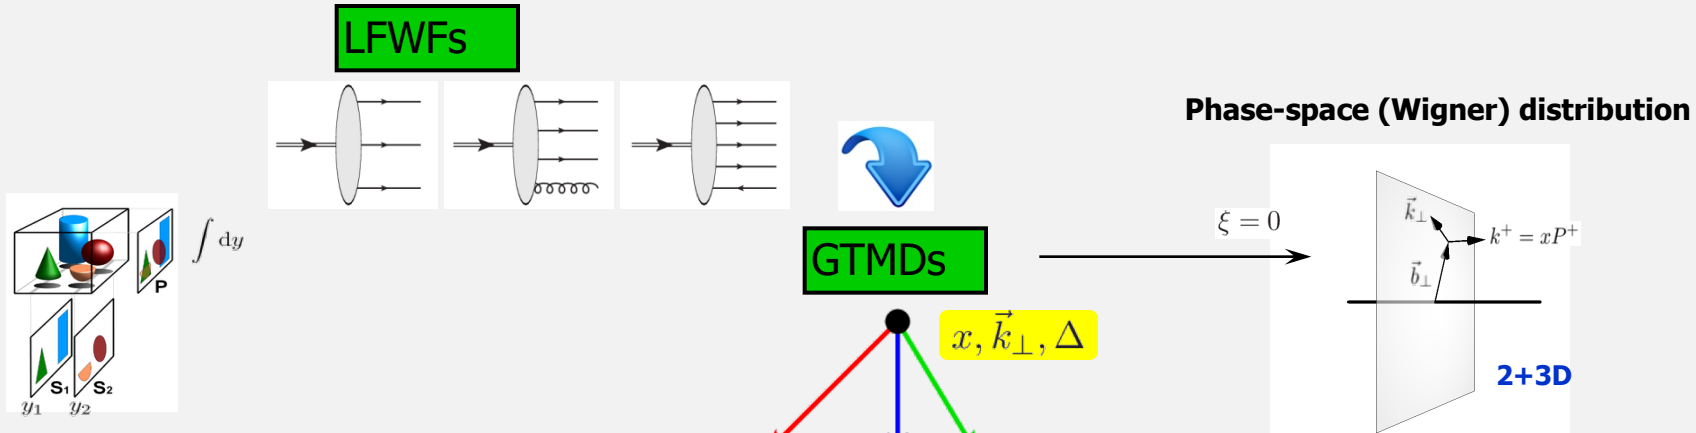 LFWFs
Phase-space (Wigner) distribution
P
∫ dy
S₁ S₂
y₁ y₂
GTMDs
ξ = 0
x, k⃗⊥, Δ
k⃗⊥
k⁺ = xP⁺
b⃗⊥
2+3D